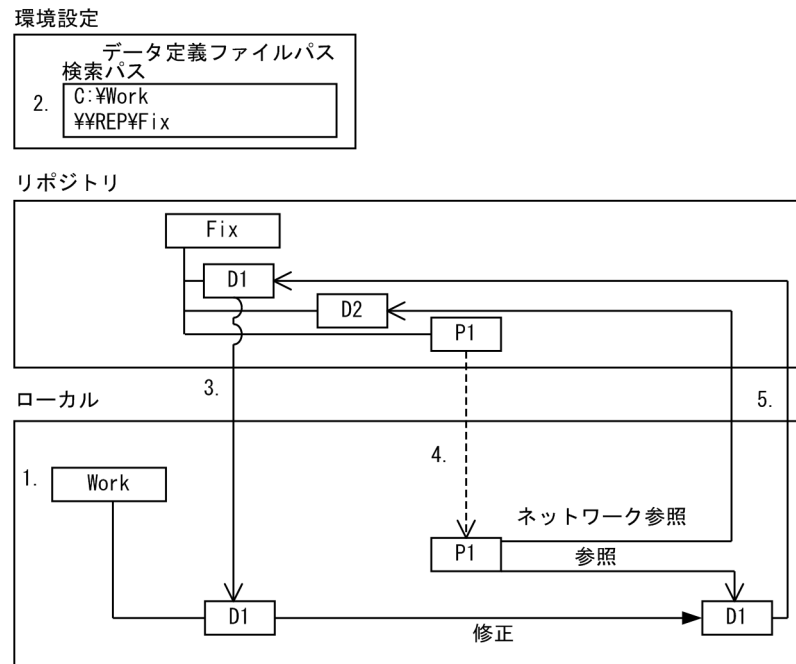 環境設定
データ定義ファイルパス
検索パス
2.
C:¥Work
¥¥REP¥Fix
リポジトリ
Fix
D1
D2
P1
3.
5.
ローカル
4.
1.
Work
ネットワーク参照
P1
参照
D1
D1
修正